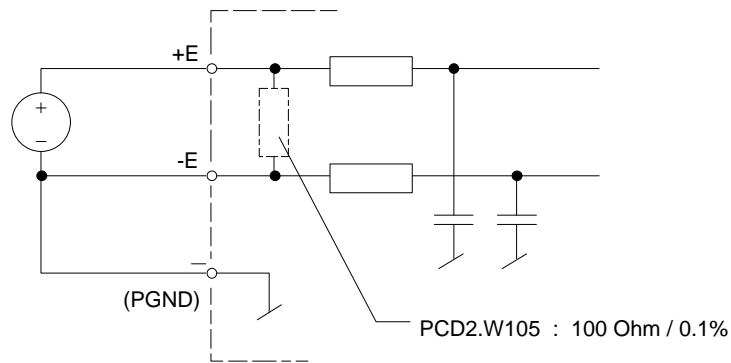 +E
+
–
-E
–
(PGND)
PCD2.W105 : 100 Ohm / 0.1%